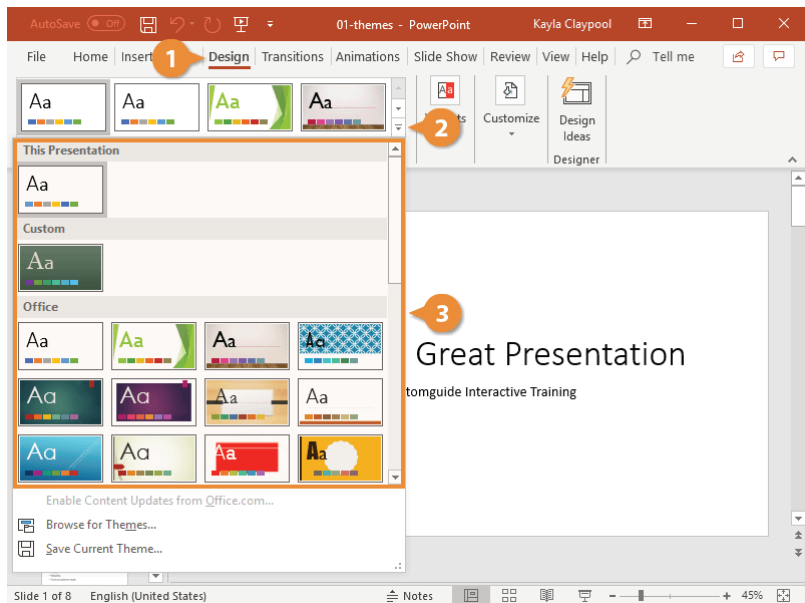 AutoSave Off 01-themes - PowerPoint Kayla Claypool
File Home Insert Design Transitions Animations Slide Show Review View Help Tell me
1
Aa Aa Aa Aa
2
Customize Design
Ideas
Designer
This Presentation
Aa
Custom
Aa
Office
3
Aa Aa Aa Aa
Aa Aa Aa Aa
Aa Aa Aa Aa
Great Presentation
tomguide Interactive Training
Enable Content Updates from Office.com...
Browse for Themes...
Save Current Theme...
Slide 1 of 8 English (United States) Notes 45%